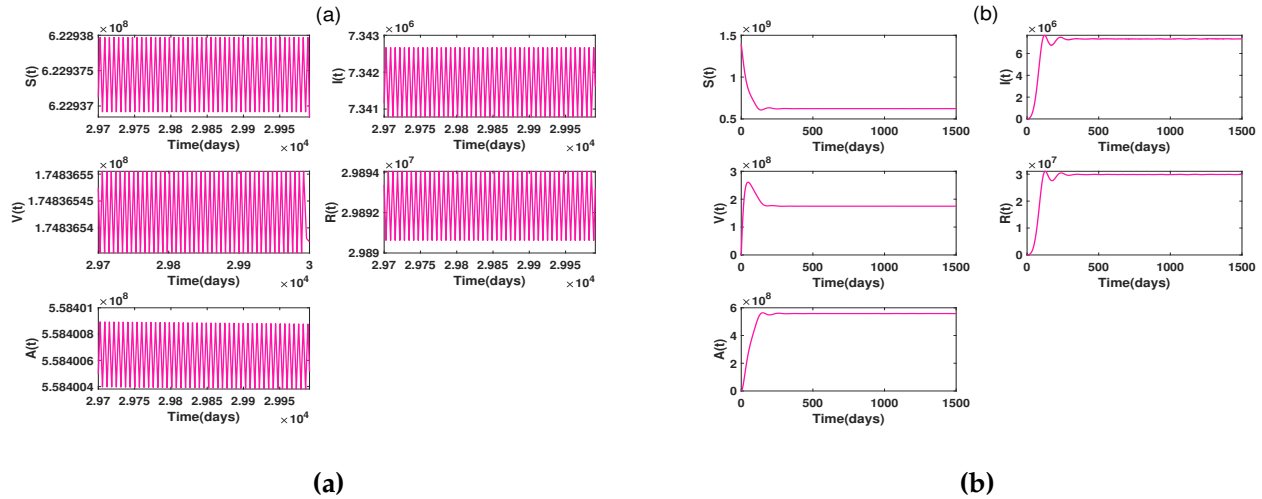 (a)
×10^8
6.22938
6.229375
6.22937
S(t)
2.97 2.975 2.98 2.985 2.99 2.995
Time(days)
×10^4
×10^6
7.343
7.342
7.341
I(t)
2.97 2.975 2.98 2.985 2.99 2.995
Time(days)
×10^4
×10^8
1.7483655
1.74836545
1.7483654
V(t)
2.97 2.98 2.99 3
Time(days)
×10^4
×10^7
2.9894
2.9892
2.989
R(t)
2.97 2.975 2.98 2.985 2.99 2.995
Time(days)
×10^4
×10^8
5.58401
5.584008
5.584006
5.584004
A(t)
2.97 2.975 2.98 2.985 2.99 2.995
Time(days)
×10^4
(a)
(b)
×10^9
1.5
1
0.5
S(t)
0 500 1000 1500
Time(days)
×10^6
6
4
2
0
I(t)
0 500 1000 1500
Time(days)
×10^8
3
2
1
0
V(t)
0 500 1000 1500
Time(days)
×10^7
3
2
1
0
R(t)
0 500 1000 1500
Time(days)
×10^8
6
4
2
0
A(t)
0 500 1000 1500
Time(days)
(b)